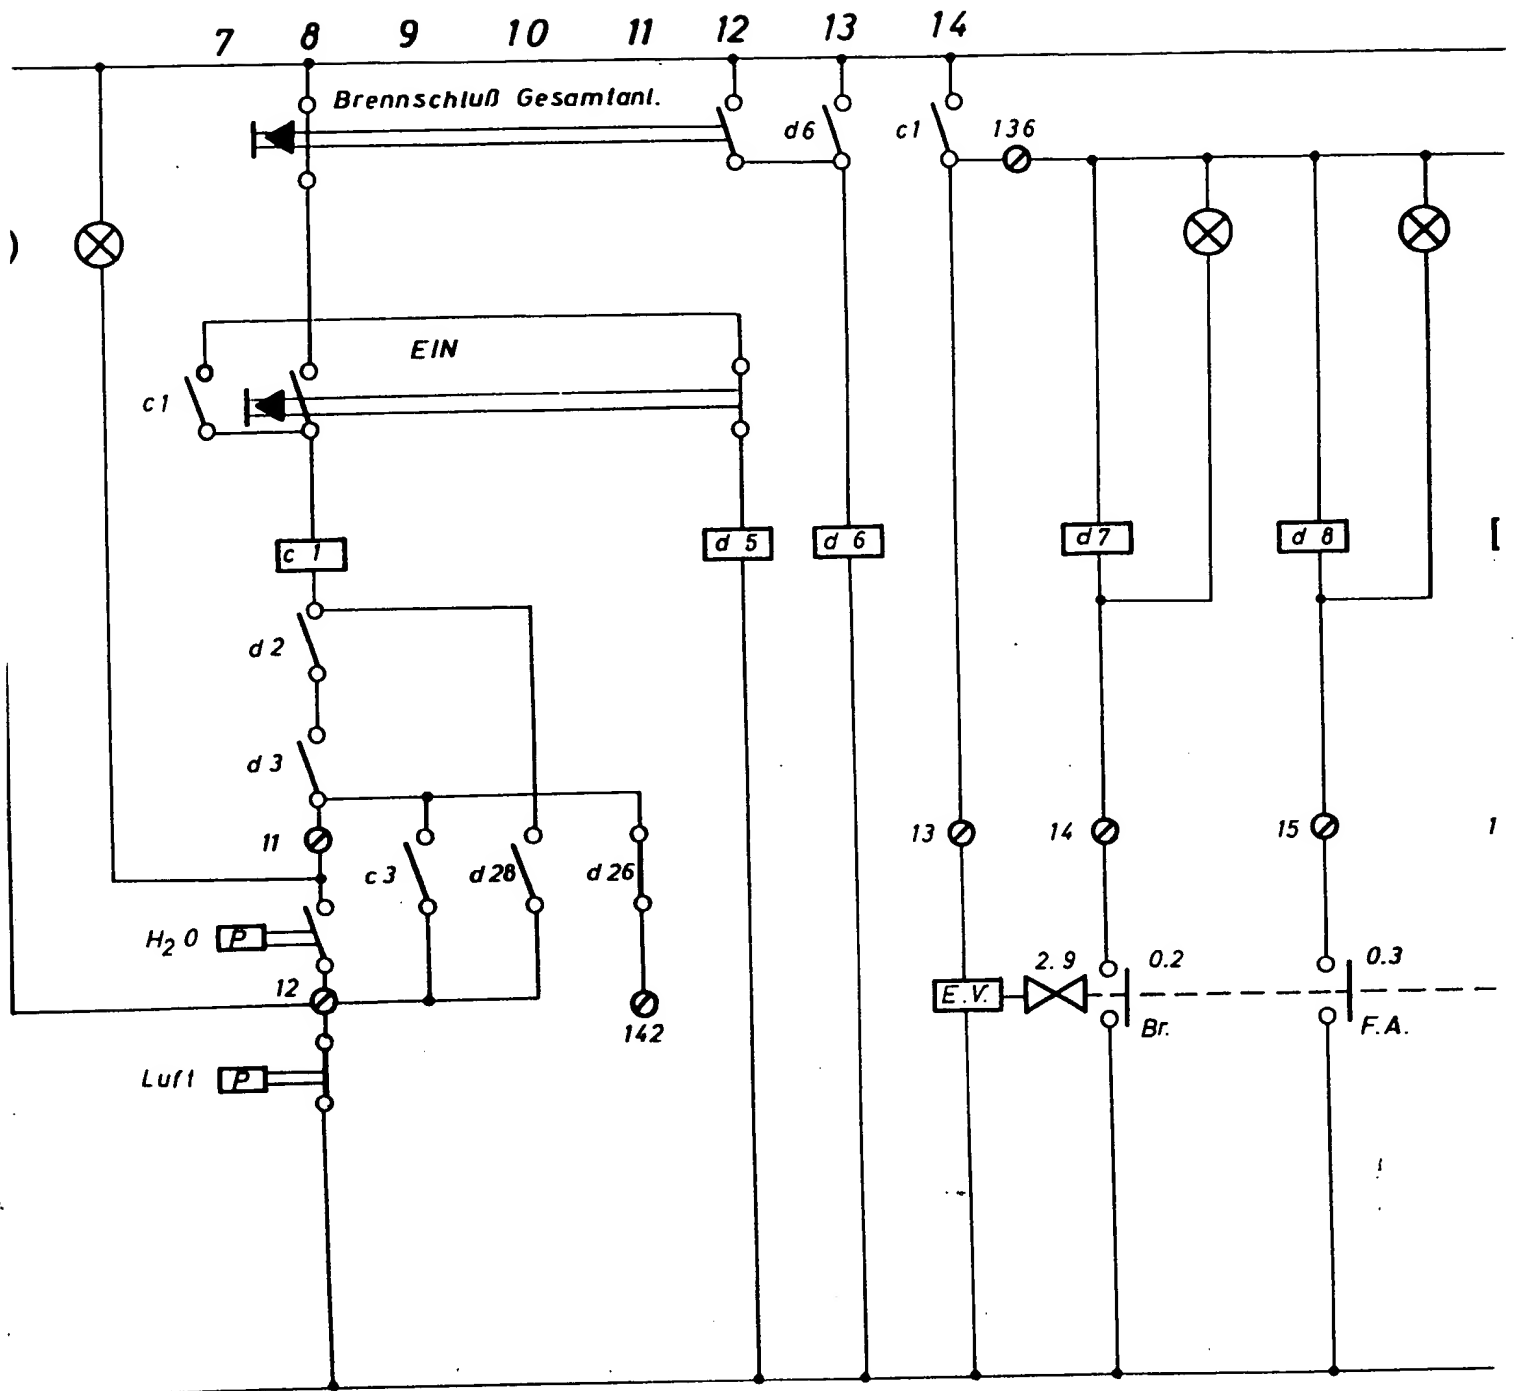 7 8 9 10 11 12 13 14
Brennschluß Gesamtanl.
d6
c1
136
)
EIN
c1
c 1
d 5
d 6
d7
d 8
[
d 2
d 3
11
c 3
d 28
d 26
13
14
15
1
H2O P
12
142
E.V.
2.9
0.2
Br.
0.3
F.A.
Luft P